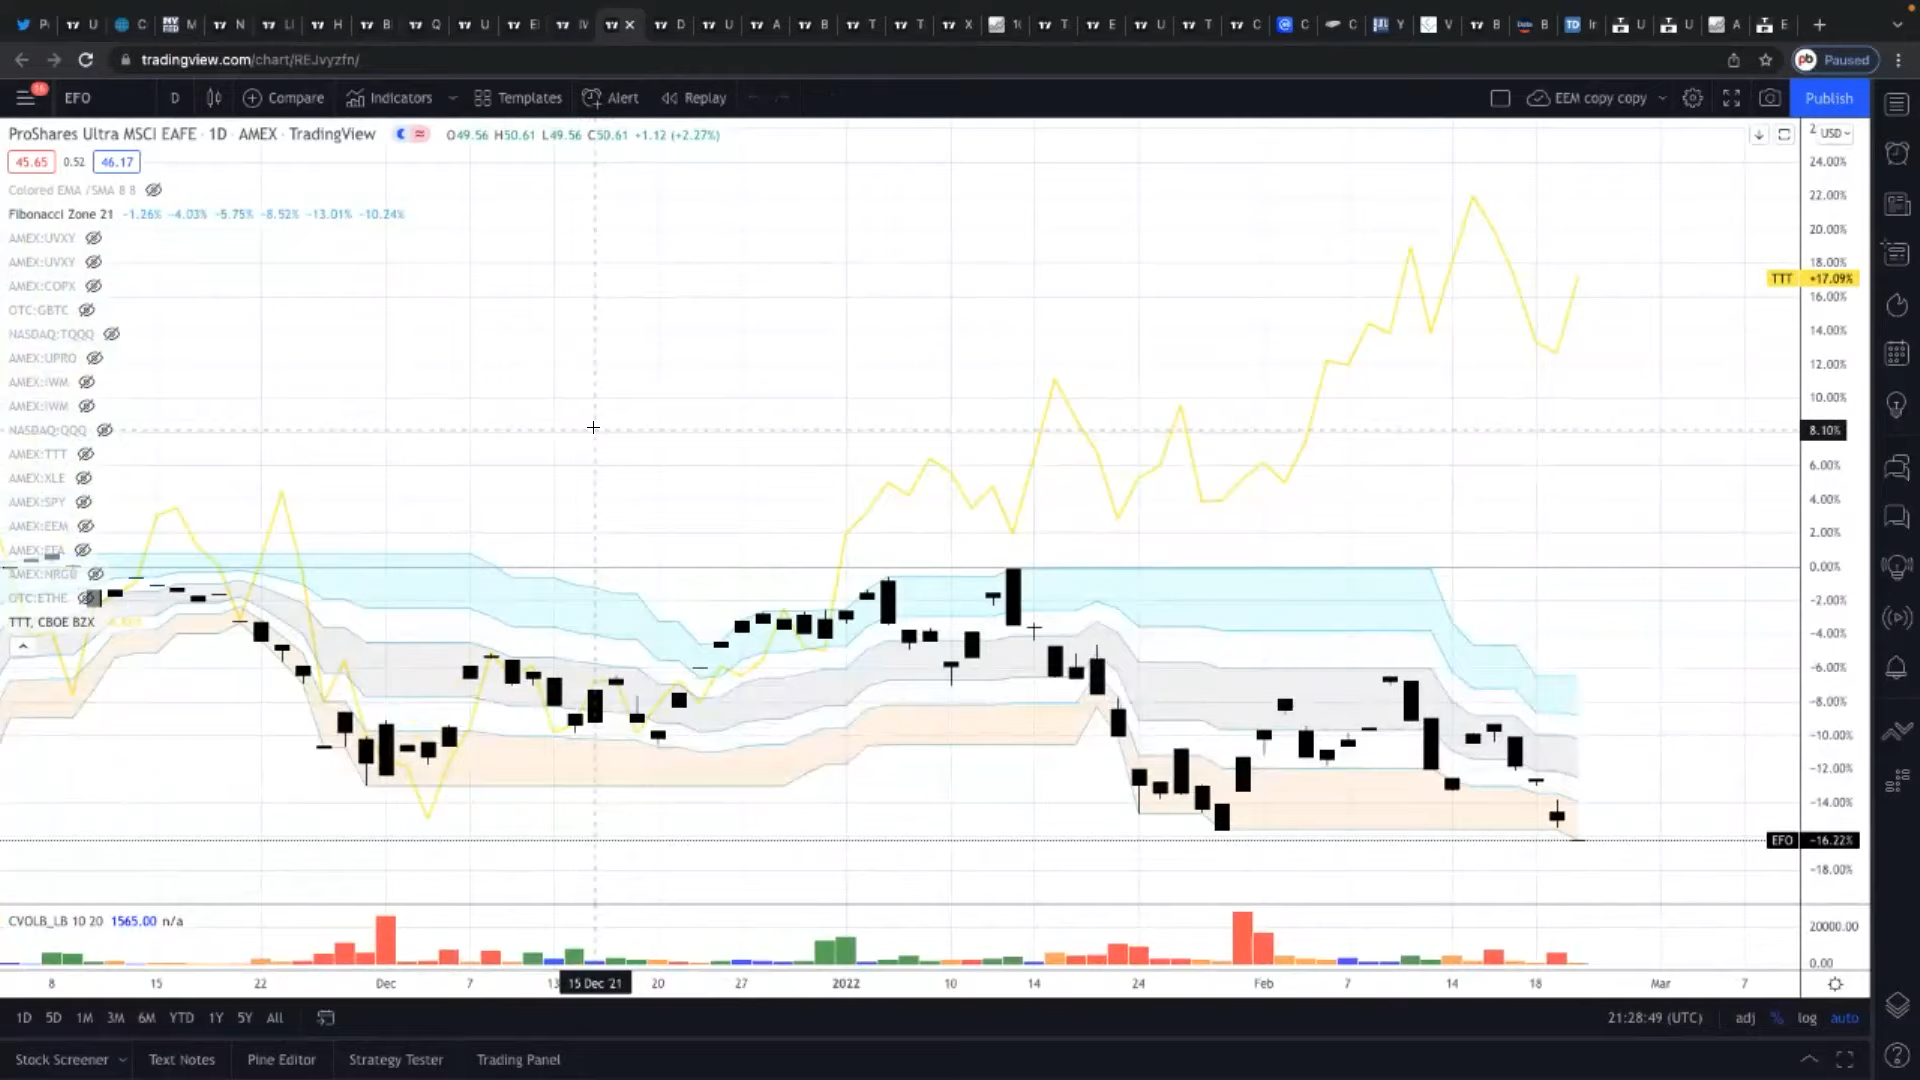 P U C M N Ll H B Q U E IV D U A B T T X 1( T E U T C C C Y V B B Ir U U A E
tradingview.com/chart/REJvyzfn/ Paused
16 EFO D Compare Indicators Templates Alert Replay EEM copy copy Publish
ProShares Ultra MSCI EAFE · 1D · AMEX · TradingView O49.56 H50.61 L49.56 C50.61 +1.12 (+2.27%) USD
45.65 0.52 46.17
24.00%
Colored EMA /SMA 8 8
22.00%
Fibonacci Zone 21 -1.26% -4.03% -5.75% -8.52% -13.01% -10.24%
20.00%
AMEX:UVXY
AMEX:UVXY
18.00%
TTT +17.09%
AMEX:COPX
16.00%
OTC:GBTC
14.00%
NASDAQ:TQQQ
AMEX:UPRO
12.00%
AMEX:IWM
10.00%
AMEX:IWM
NASDAQ:QQQ
8.10%
AMEX:TTT
6.00%
AMEX:XLE
4.00%
AMEX:SPY
AMEX:EEM
2.00%
AMEX:EFA
0.00%
AMEX:NRGU
OTC:ETHE
-2.00%
TTT, CBOE BZX
-4.00%
-6.00%
-8.00%
-10.00%
-12.00%
-14.00%
EFO -16.22%
-18.00%
CVOLB_LB 10 20 1565.00 n/a
20000.00
0.00
8 15 22 Dec 7 13 15 Dec '21 20 27 2022 10 14 24 Feb 7 14 18 Mar 7
1D 5D 1M 3M 6M YTD 1Y 5Y All 21:28:49 (UTC) adj % log auto
Stock Screener Text Notes Pine Editor Strategy Tester Trading Panel